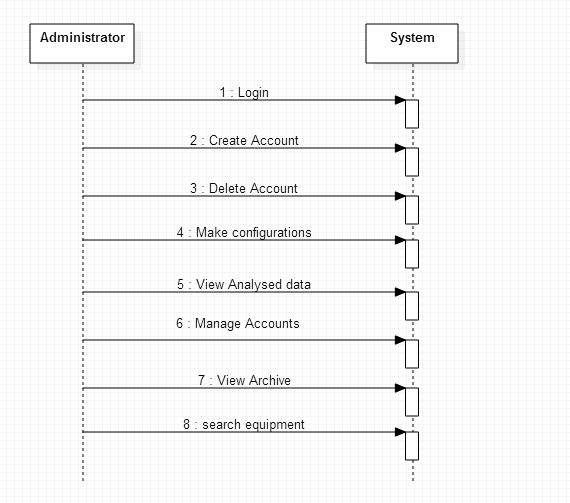 Administrator
System
1 : Login
2 : Create Account
3 : Delete Account
4 : Make configurations
5 : View Analysed data
6 : Manage Accounts
7 : View Archive
8 : search equipment